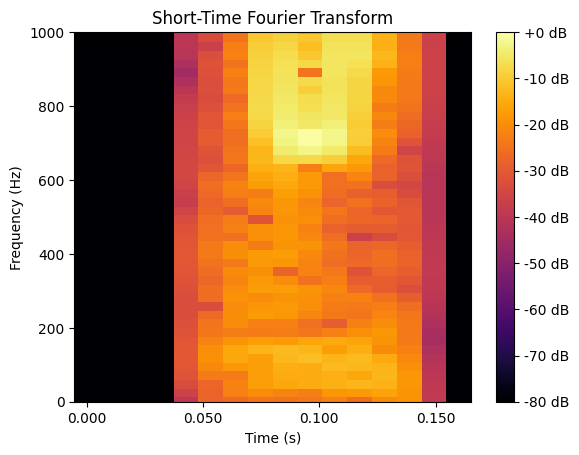 Short-Time Fourier Transform
1000
800
600
400
200
0
Frequency (Hz)
0.000
0.050
0.100
0.150
Time (s)
+0 dB
-10 dB
-20 dB
-30 dB
-40 dB
-50 dB
-60 dB
-70 dB
-80 dB